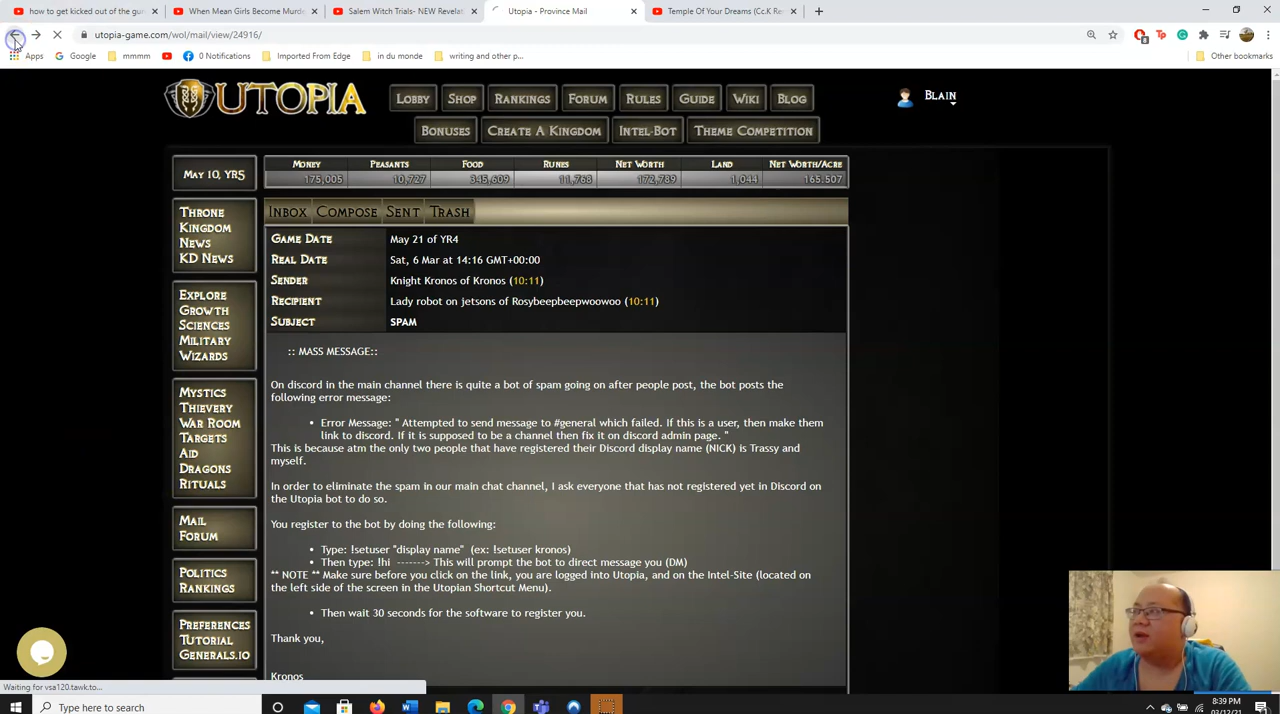 how to get kicked out of the gu
When Mean Girls Become Murde
Salem Witch Trials- NEW Revelat
Utopia - Province Mail
Temple Of Your Dreams (Cc.K Re
utopia-game.com/wol/mail/view/24916/
Apps
Google
mmmm
0 Notifications
Imported From Edge
in du monde
writing and other p...
Other bookmarks
UTOPIA
Lobby
Shop
Rankings
Forum
Rules
Guide
Wiki
Blog
Blain
Bonuses
Create A Kingdom
Intel-Bot
Theme Competition
May 10, YR5
Money Peasants Food Runes Net Worth Land Net Worth/Acre
175,005 10,727 345,609 11,768 172,789 1,044 165.507
Throne
Kingdom
News
KD News
Explore
Growth
Sciences
Military
Wizards
Mystics
Thievery
War Room
Targets
Aid
Dragons
Rituals
Mail
Forum
Politics
Rankings
Preferences
Tutorial
Generals.io
Inbox Compose Sent Trash
Game Date May 21 of YR4
Real Date Sat, 6 Mar at 14:16 GMT+00:00
Sender Knight Kronos of Kronos (10:11)
Recipient Lady robot on jetsons of Rosybeepbeepwoowoo (10:11)
Subject SPAM
:: MASS MESSAGE::
On discord in the main channel there is quite a bot of spam going on after people post, the bot posts the
following error message:
• Error Message: " Attempted to send message to #general which failed. If this is a user, then make them
link to discord. If it is supposed to be a channel then fix it on discord admin page. "
This is because atm the only two people that have registered their Discord display name (NICK) is Trassy and
myself.
In order to eliminate the spam in our main chat channel, I ask everyone that has not registered yet in Discord on
the Utopia bot to do so.
You register to the bot by doing the following:
• Type: !setuser "display name" (ex: !setuser kronos)
• Then type: !hi -------> This will prompt the bot to direct message you (DM)
** NOTE ** Make sure before you click on the link, you are logged into Utopia, and on the Intel-Site (located on
the left side of the screen in the Utopian Shortcut Menu).
• Then wait 30 seconds for the software to register you.
Thank you,
Kronos
Waiting for vsa120.tawk.to...
Type here to search
8:39 PM
03/12/21